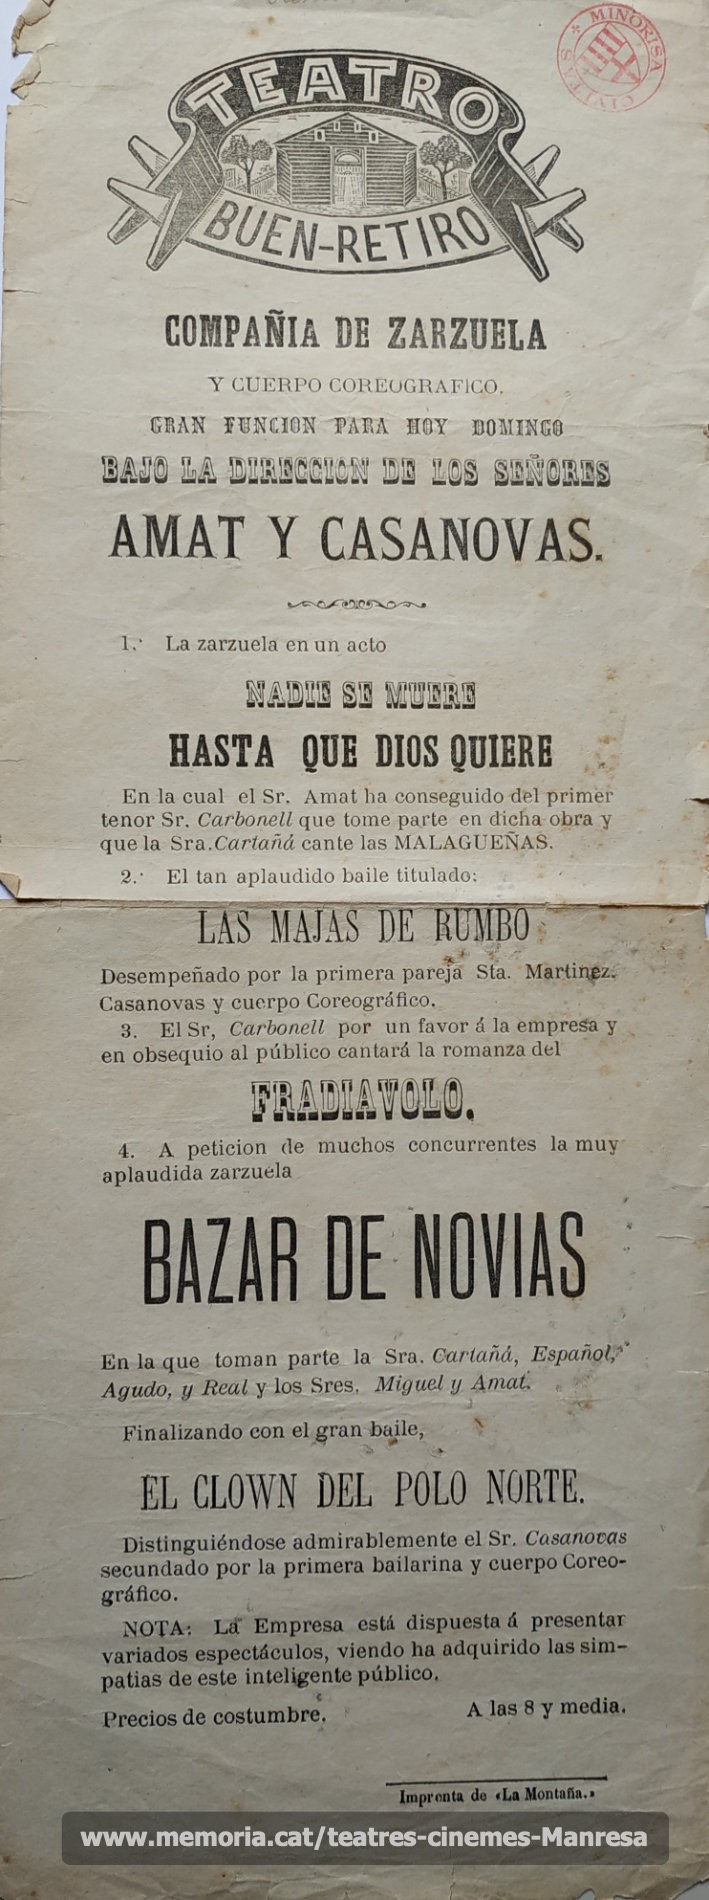 MINORISA
CIVITAS
TEATRO
BUEN-RETIRO
COMPAÑIA DE ZARZUELA
Y CUERPO COREOGRAFICO.
GRAN FUNCION PARA HOY DOMINGO
BAJO LA DIRECCION DE LOS SEÑORES
AMAT Y CASANOVAS.
1.ª La zarzuela en un acto
NADIE SE MUERE
HASTA QUE DIOS QUIERE
En la cual el Sr. Amat ha conseguido del primer
tenor Sr. Carbonell que tome parte en dicha obra y
que la Sra. Cartañá cante las MALAGUEÑAS.
2.ª El tan aplaudido baile titulado:
LAS MAJAS DE RUMBO
Desempeñado por la primera pareja Sta. Martinez.
Casanovas y cuerpo Coreográfico.
3. El Sr, Carbonell por un favor á la empresa y
en obsequio al público cantará la romanza del
FRADIAVOLO.
4. A peticion de muchos concurrentes la muy
aplaudida zarzuela
BAZAR DE NOVIAS
En la que toman parte la Sra. Cartañá, Español,
Agudo, y Real y los Sres. Miguel y Amat.
Finalizando con el gran baile,
EL CLOWN DEL POLO NORTE.
Distinguiéndose admirablemente el Sr. Casanovas
secundado por la primera bailarina y cuerpo Coreo-
gráfico.
NOTA: La Empresa está dispuesta á presentar
variados espectáculos, viendo ha adquirido las sim-
patias de este inteligente público.
Precios de costumbre. A las 8 y media.
Imprenta de «La Montaña.»
www.memoria.cat/teatres-cinemes-Manresa